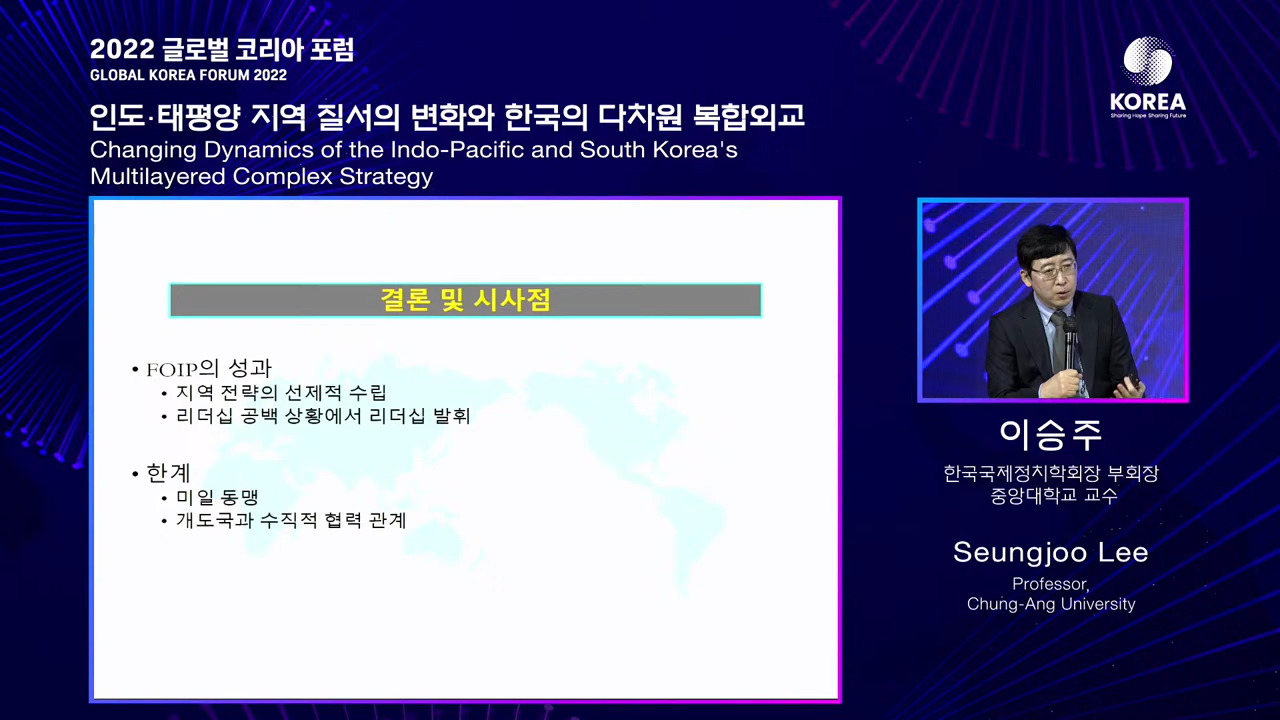 2022 글로벌 코리아 포럼
GLOBAL KOREA FORUM 2022
인도·태평양 지역 질서의 변화와 한국의 다차원 복합외교
Changing Dynamics of the Indo-Pacific and South Korea's
Multilayered Complex Strategy
KOREA
Sharing Hope Sharing Future
결론 및 시사점
• FOIP의 성과
• 지역 전략의 선제적 수립
• 리더십 공백 상황에서 리더십 발휘
• 한계
• 미일 동맹
• 개도국과 수직적 협력 관계
이승주
한국국제정치학회장 부회장
중앙대학교 교수
Seungjoo Lee
Professor,
Chung-Ang University